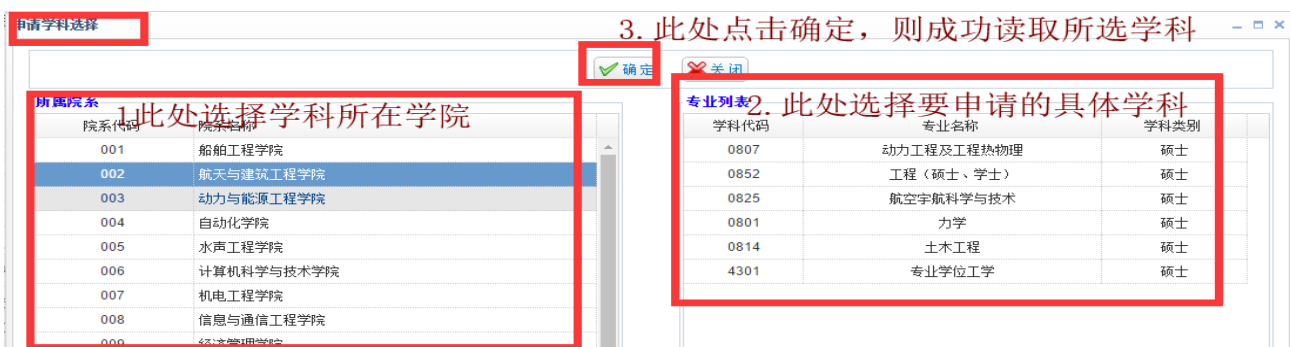 申请学科选择
3.此处点击确定，则成功读取所选学科
确定 关闭
所属院系
1此处选择学科所在学院
院系代码 院系名称
001 船舶工程学院
002 航天与建筑工程学院
003 动力与能源工程学院
004 自动化学院
005 水声工程学院
006 计算机科学与技术学院
007 机电工程学院
008 信息与通信工程学院
009 经济管理学院
专业列表
2.此处选择要申请的具体学科
学科代码 专业名称 学科类别
0807 动力工程及工程热物理 硕士
0852 工程（硕士、学士） 硕士
0825 航空宇航科学与技术 硕士
0801 力学 硕士
0814 土木工程 硕士
4301 专业学位工学 硕士